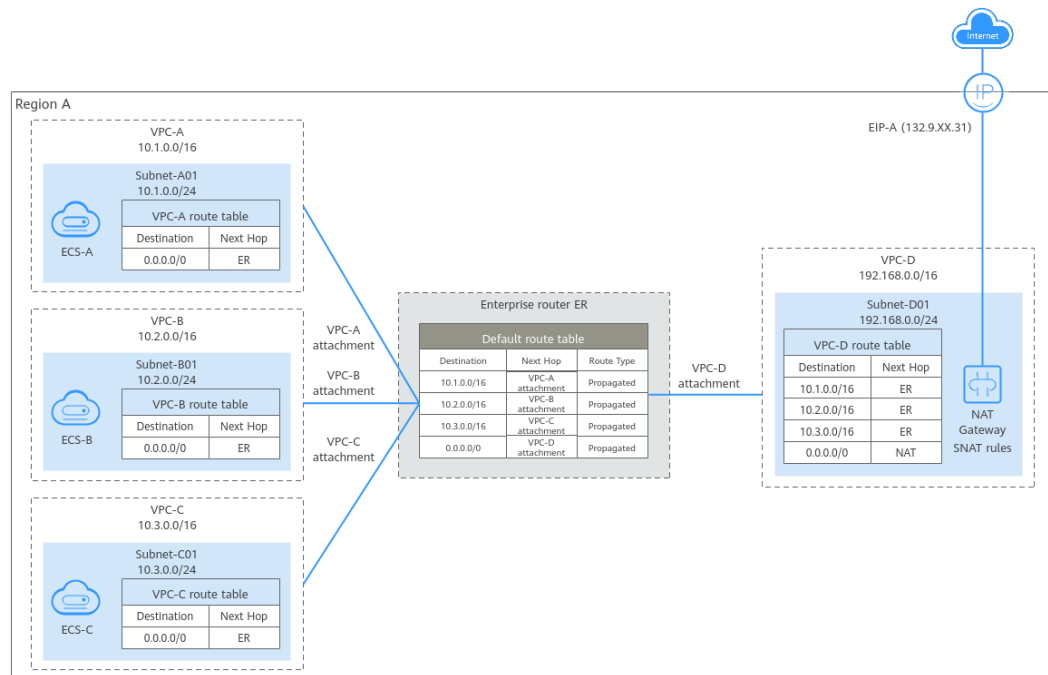 Internet
IP
EIP-A (132.9.XX.31)
Region A
VPC-A
10.1.0.0/16
Subnet-A01
10.1.0.0/24
ECS-A
VPC-A route table
Destination Next Hop
0.0.0.0/0 ER
VPC-B
10.2.0.0/16
Subnet-B01
10.2.0.0/24
ECS-B
VPC-B route table
Destination Next Hop
0.0.0.0/0 ER
VPC-C
10.3.0.0/16
Subnet-C01
10.3.0.0/24
ECS-C
VPC-C route table
Destination Next Hop
0.0.0.0/0 ER
VPC-A
attachment
VPC-B
attachment
VPC-C
attachment
Enterprise router ER
Default route table
Destination Next Hop Route Type
10.1.0.0/16 VPC-A attachment Propagated
10.2.0.0/16 VPC-B attachment Propagated
10.3.0.0/16 VPC-C attachment Propagated
0.0.0.0/0 VPC-D attachment Propagated
VPC-D
attachment
VPC-D
192.168.0.0/16
Subnet-D01
192.168.0.0/24
VPC-D route table
Destination Next Hop
10.1.0.0/16 ER
10.2.0.0/16 ER
10.3.0.0/16 ER
0.0.0.0/0 NAT
NAT
Gateway
SNAT rules